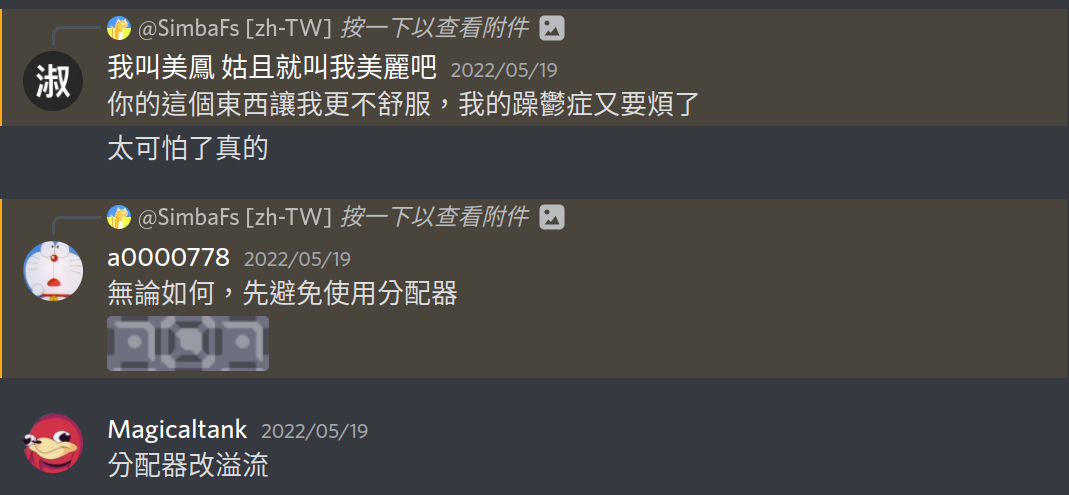 @SimbaFs [zh-TW] 按一下以查看附件
淑
我叫美鳳 姑且就叫我美麗吧 2022/05/19
你的這個東西讓我更不舒服，我的躁鬱症又要煩了
太可怕了真的
@SimbaFs [zh-TW] 按一下以查看附件
a0000778 2022/05/19
無論如何，先避免使用分配器
Magicaltank 2022/05/19
分配器改溢流